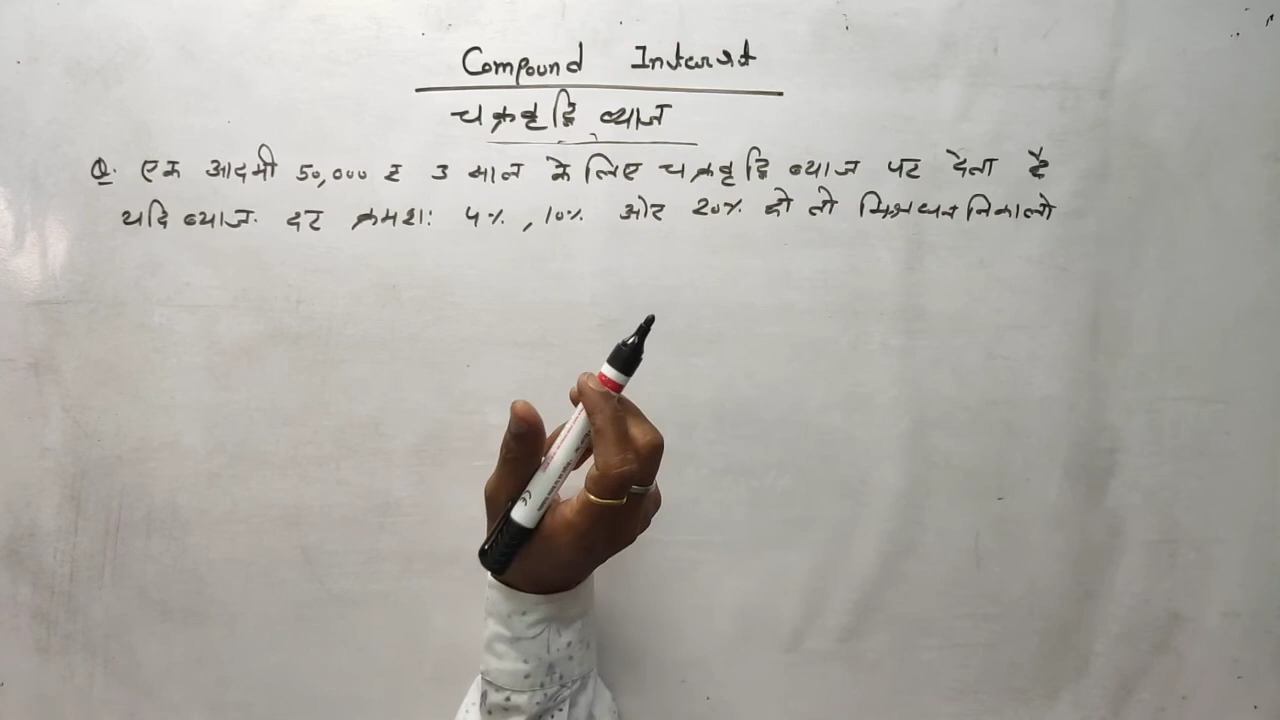 Compound Interest
चक्रवृद्धि ब्याज
Q. एक आदमी 50,000 ₹ 3 साल के लिए चक्रवृद्धि ब्याज पर देता है
यदि ब्याज दर क्रमशः 4%, 10% और 20% हो तो मिश्रधन निकालो